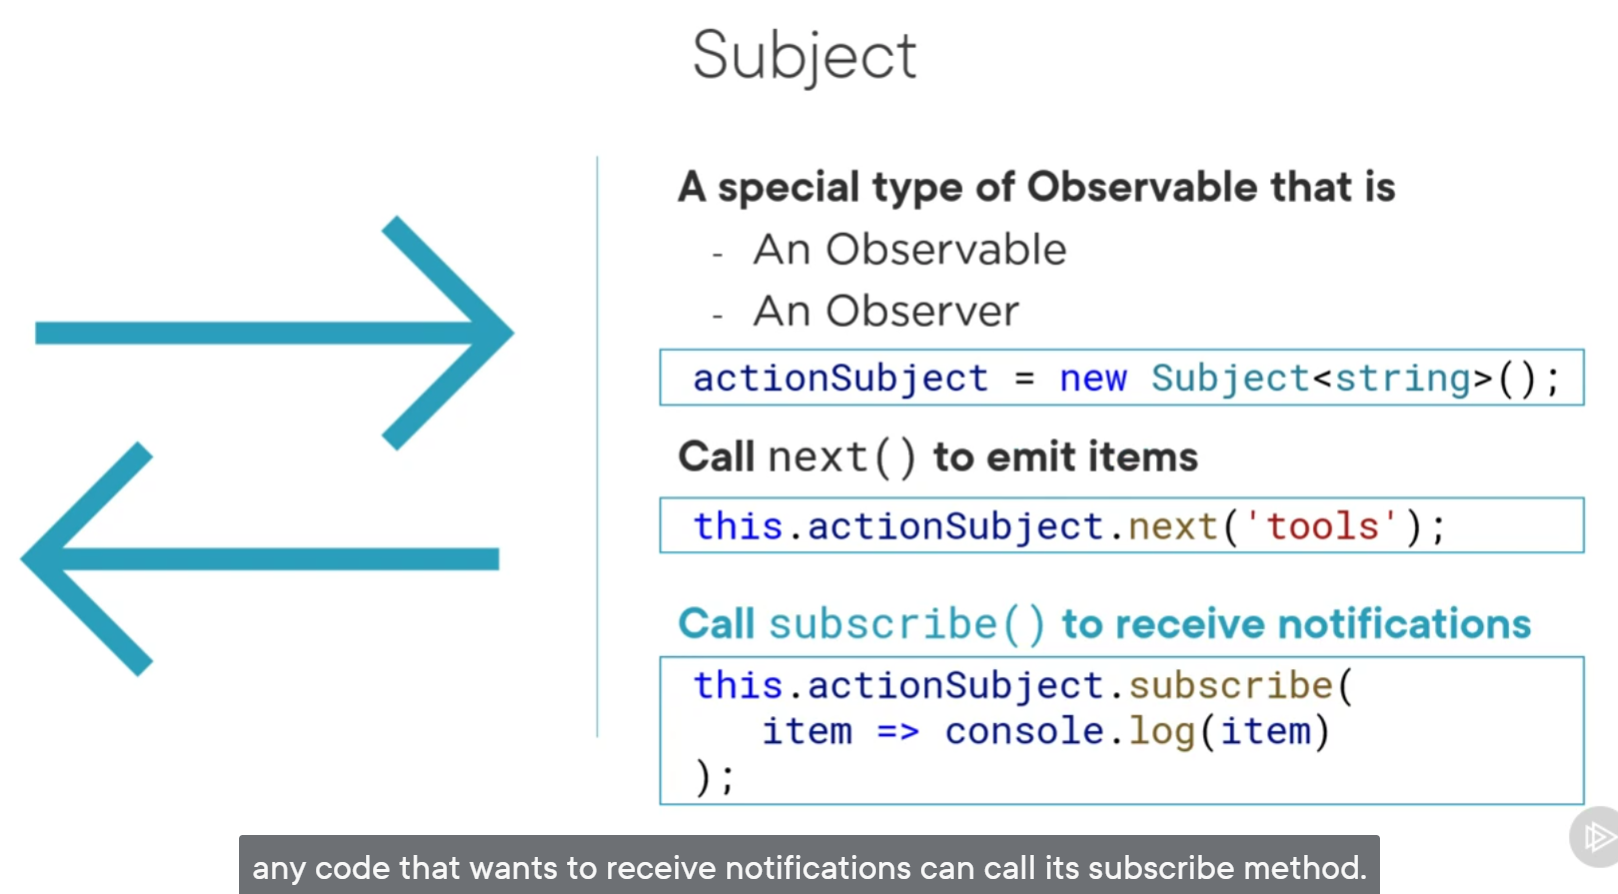 Subject
A special type of Observable that is
- An Observable
- An Observer
actionSubject = new Subject<string>();
Call next() to emit items
this.actionSubject.next('tools');
Call subscribe() to receive notifications
this.actionSubject.subscribe(
item => console.log(item)
);
any code that wants to receive notifications can call its subscribe method.